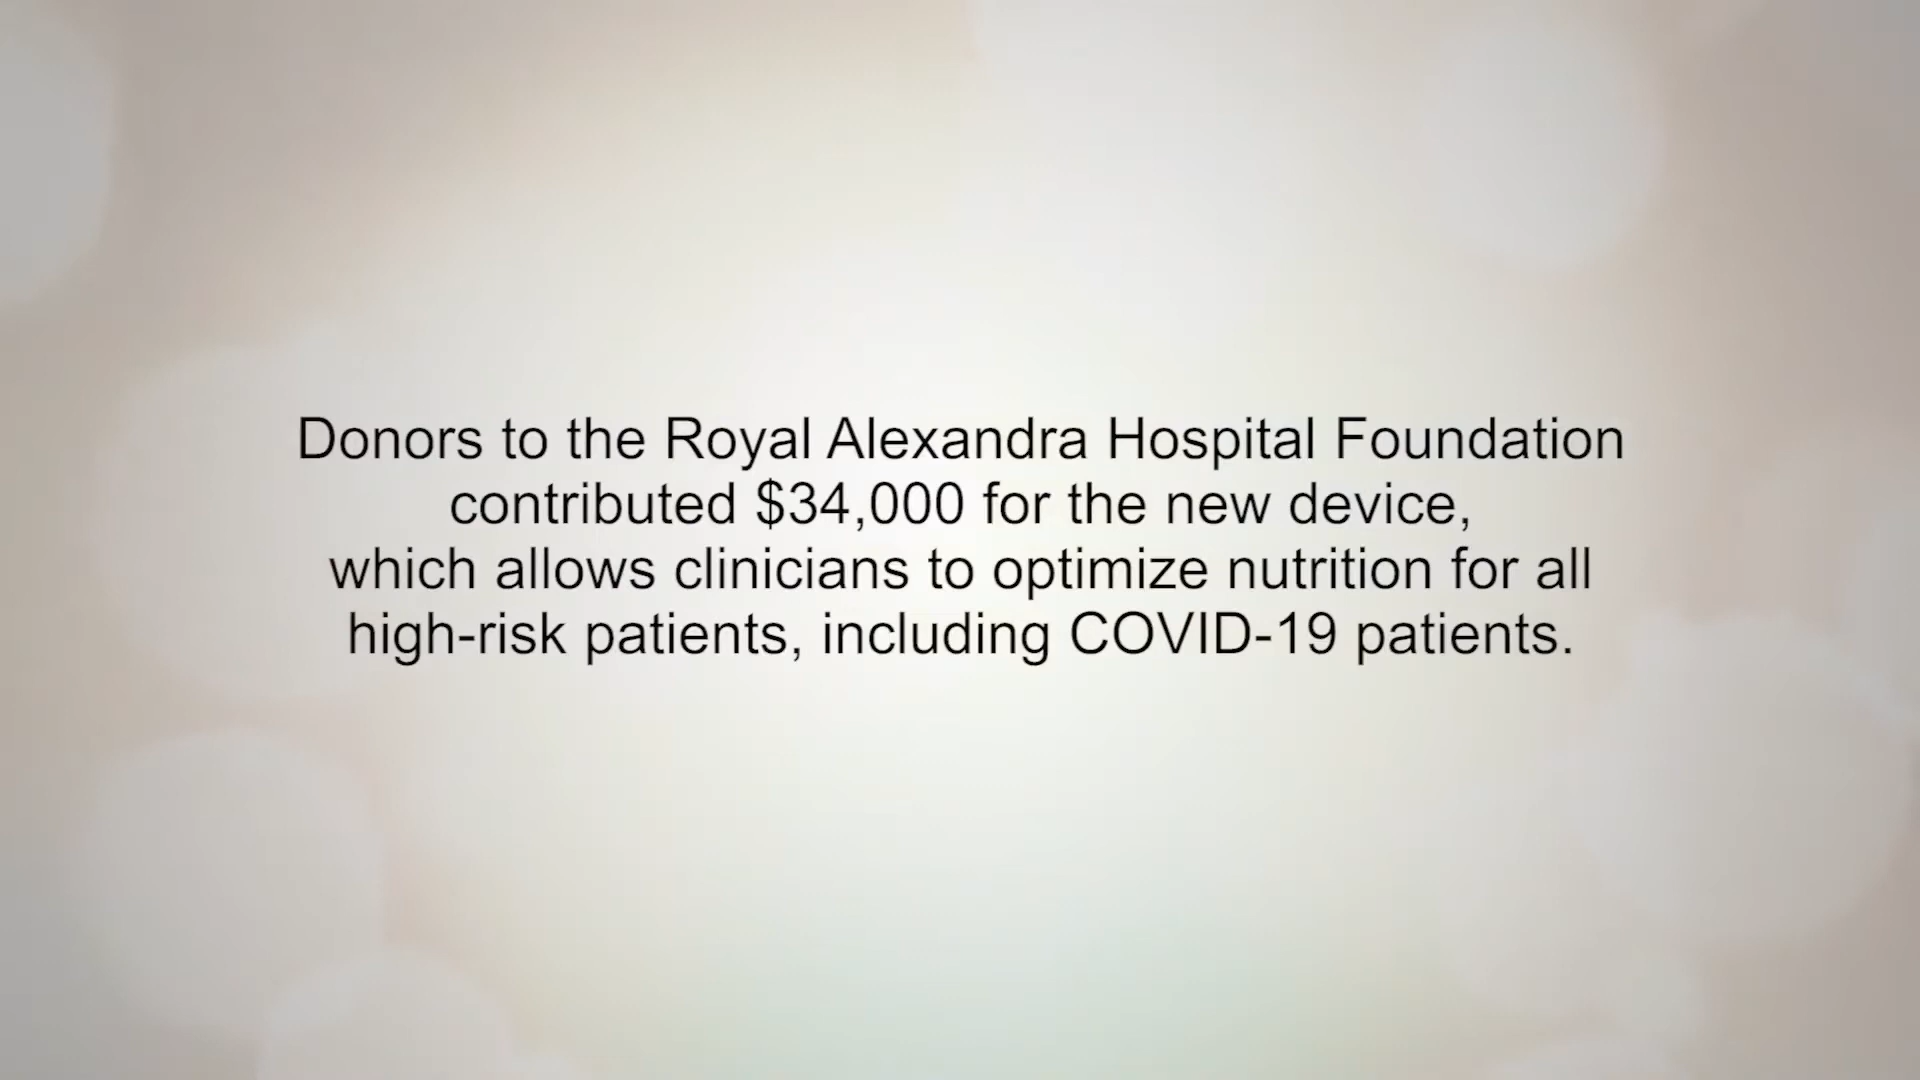 Donors to the Royal Alexandra Hospital Foundation
contributed $34,000 for the new device,
which allows clinicians to optimize nutrition for all
high-risk patients, including COVID-19 patients.